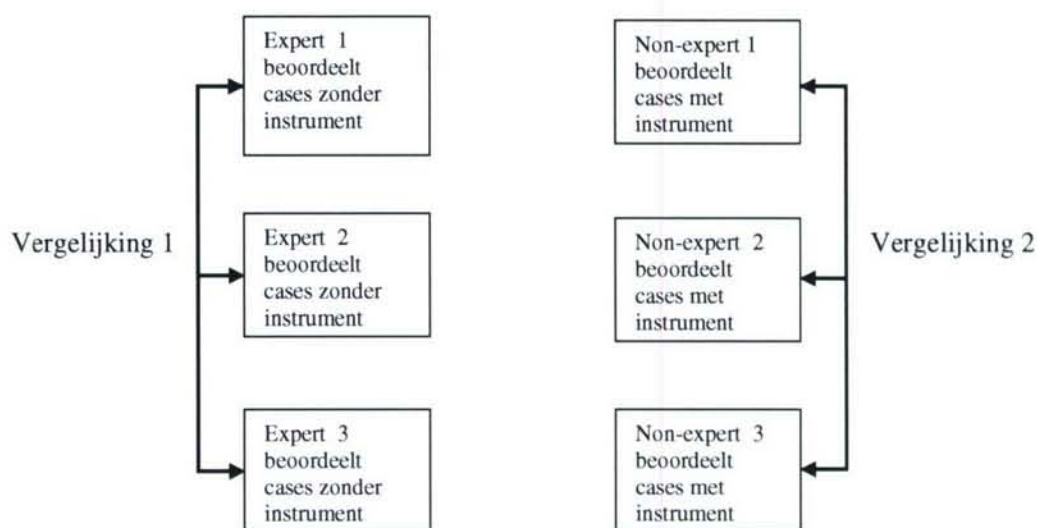 Expert 1
beoordeelt
cases zonder
instrument
Non-expert 1
beoordeelt
cases met
instrument
Vergelijking 1
Expert 2
beoordeelt
cases zonder
instrument
Non-expert 2
beoordeelt
cases met
instrument
Vergelijking 2
Expert 3
beoordeelt
cases zonder
instrument
Non-expert 3
beoordeelt
cases met
instrument